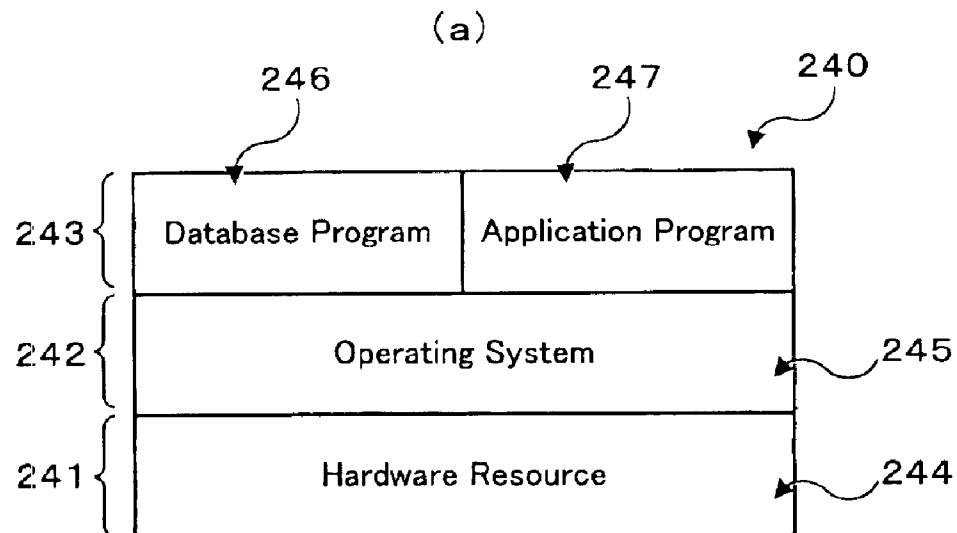 (a)
246 247 240
243 Database Program Application Program
242 Operating System 245
241 Hardware Resource 244